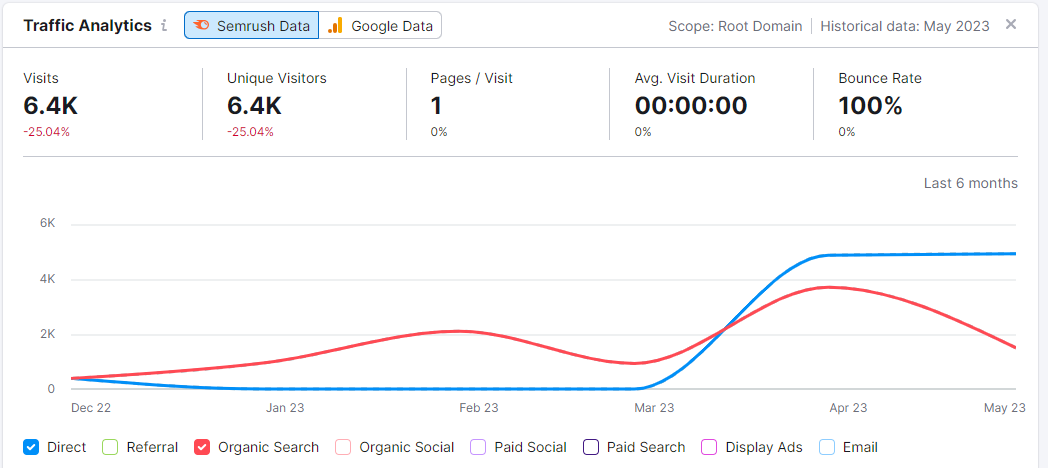 Traffic Analytics i Semrush Data Google Data Scope: Root Domain Historical data: May 2023
Visits Unique Visitors Pages / Visit Avg. Visit Duration Bounce Rate
6.4K 6.4K 1 00:00:00 100%
-25.04% -25.04% 0% 0% 0%
Last 6 months
6K
4K
2K
0
Dec 22 Jan 23 Feb 23 Mar 23 Apr 23 May 23
Direct Referral Organic Search Organic Social Paid Social Paid Search Display Ads Email